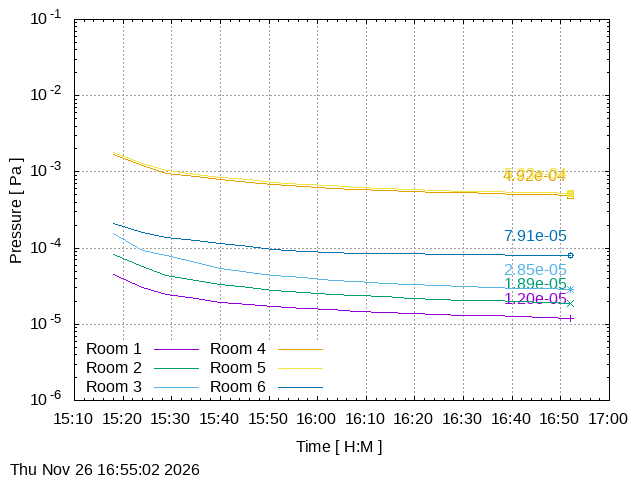 10^-1
10^-2
10^-3
10^-4
10^-5
10^-6
Pressure [ Pa ]
4.92e-04
7.91e-05
2.85e-05
1.89e-05
1.20e-05
Room 1 Room 4
Room 2 Room 5
Room 3 Room 6
15:10 15:20 15:30 15:40 15:50 16:00 16:10 16:20 16:30 16:40 16:50 17:00
Time [ H:M ]
Thu Nov 26 16:55:02 2026